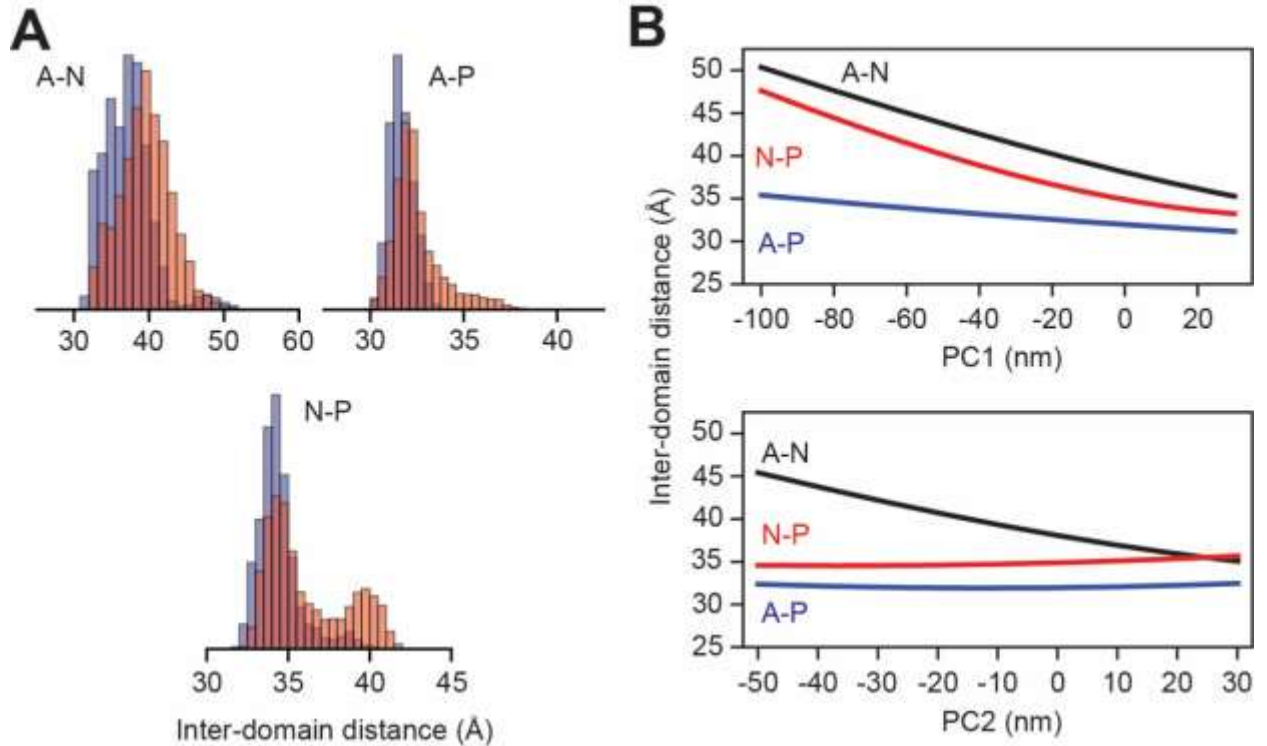 A
A-N
A-P
30 40 50 60
30 35 40
N-P
30 35 40 45
Inter-domain distance (Å)
B
Inter-domain distance (Å)
50
45
40
35
30
25
A-N
N-P
A-P
-100 -80 -60 -40 -20 0 20
PC1 (nm)
50
45
40
35
30
25
A-N
N-P
A-P
-50 -40 -30 -20 -10 0 10 20 30
PC2 (nm)